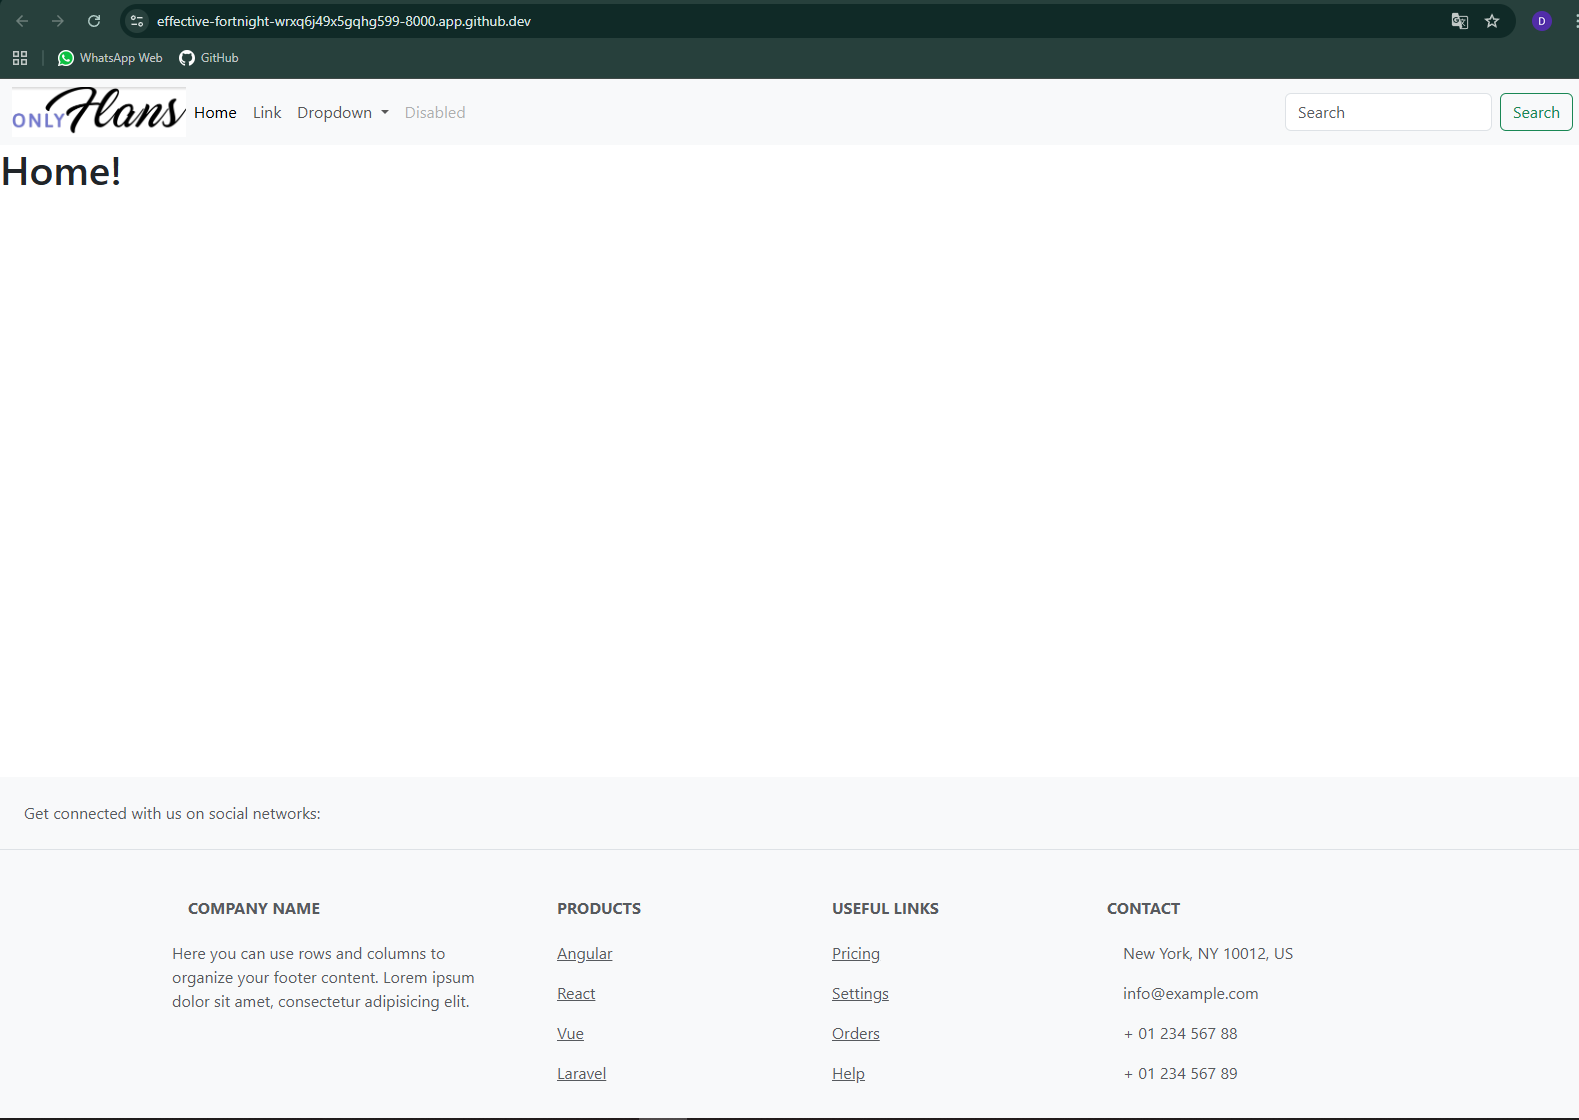 effective-fortnight-wrxq6j49x5gqhg599-8000.app.github.dev
D
WhatsApp Web GitHub
ONLY Hans Home Link Dropdown Disabled Search Search
Home!
Get connected with us on social networks:
COMPANY NAME PRODUCTS USEFUL LINKS CONTACT
Here you can use rows and columns to Angular Pricing New York, NY 10012, US
organize your footer content. Lorem ipsum
dolor sit amet, consectetur adipisicing elit. React Settings info@example.com
Vue Orders + 01 234 567 88
Laravel Help + 01 234 567 89